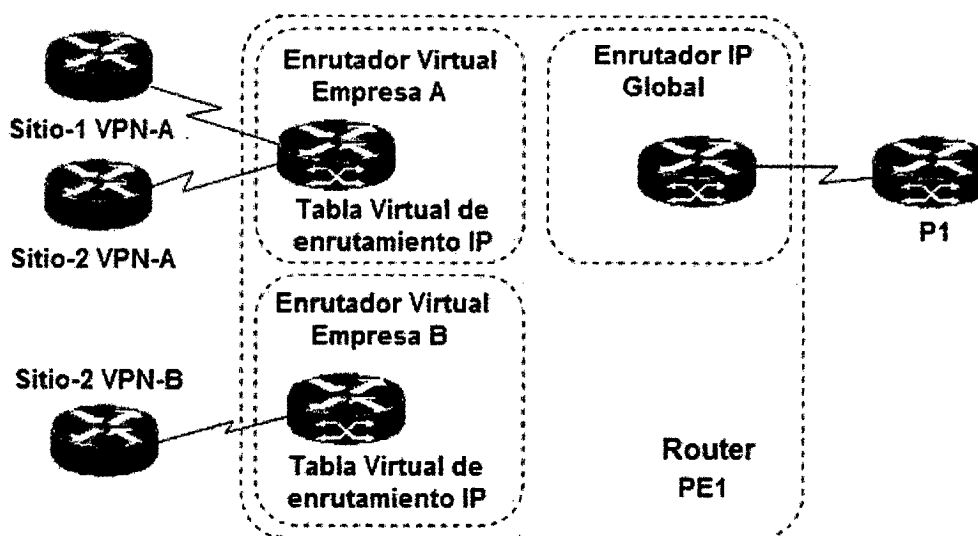 Enrutador Virtual
Empresa A
Enrutador IP
Global
Sitio-1 VPN-A
Tabla Virtual de
enrutamiento IP
Sitio-2 VPN-A
P1
Enrutador Virtual
Empresa B
Sitio-2 VPN-B
Tabla Virtual de
enrutamiento IP
Router
PE1